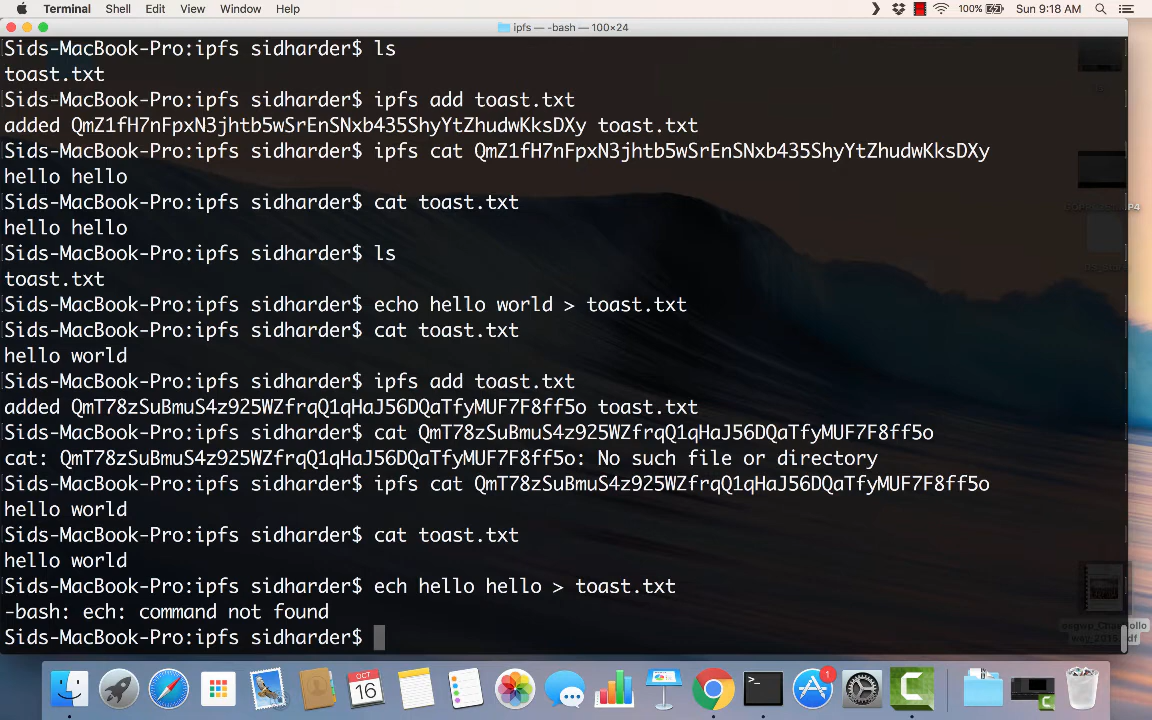 Terminal Shell Edit View Window Help 100% Sun 9:18 AM
ipfs — -bash — 100×24
Sids-MacBook-Pro:ipfs sidharder$ ls
toast.txt
Sids-MacBook-Pro:ipfs sidharder$ ipfs add toast.txt
added QmZ1fH7nFpxN3jhtb5wSrEnSNxb435ShyYtZhudwKksDXy toast.txt
Sids-MacBook-Pro:ipfs sidharder$ ipfs cat QmZ1fH7nFpxN3jhtb5wSrEnSNxb435ShyYtZhudwKksDXy
hello hello
Sids-MacBook-Pro:ipfs sidharder$ cat toast.txt
hello hello
Sids-MacBook-Pro:ipfs sidharder$ ls
toast.txt
Sids-MacBook-Pro:ipfs sidharder$ echo hello world > toast.txt
Sids-MacBook-Pro:ipfs sidharder$ cat toast.txt
hello world
Sids-MacBook-Pro:ipfs sidharder$ ipfs add toast.txt
added QmT78zSuBmuS4z925WZfrqQ1qHaJ56DQaTfyMUF7F8ff5o toast.txt
Sids-MacBook-Pro:ipfs sidharder$ cat QmT78zSuBmuS4z925WZfrqQ1qHaJ56DQaTfyMUF7F8ff5o
cat: QmT78zSuBmuS4z925WZfrqQ1qHaJ56DQaTfyMUF7F8ff5o: No such file or directory
Sids-MacBook-Pro:ipfs sidharder$ ipfs cat QmT78zSuBmuS4z925WZfrqQ1qHaJ56DQaTfyMUF7F8ff5o
hello world
Sids-MacBook-Pro:ipfs sidharder$ cat toast.txt
hello world
Sids-MacBook-Pro:ipfs sidharder$ ech hello hello > toast.txt
-bash: ech: command not found
Sids-MacBook-Pro:ipfs sidharder$
OCT
16
1